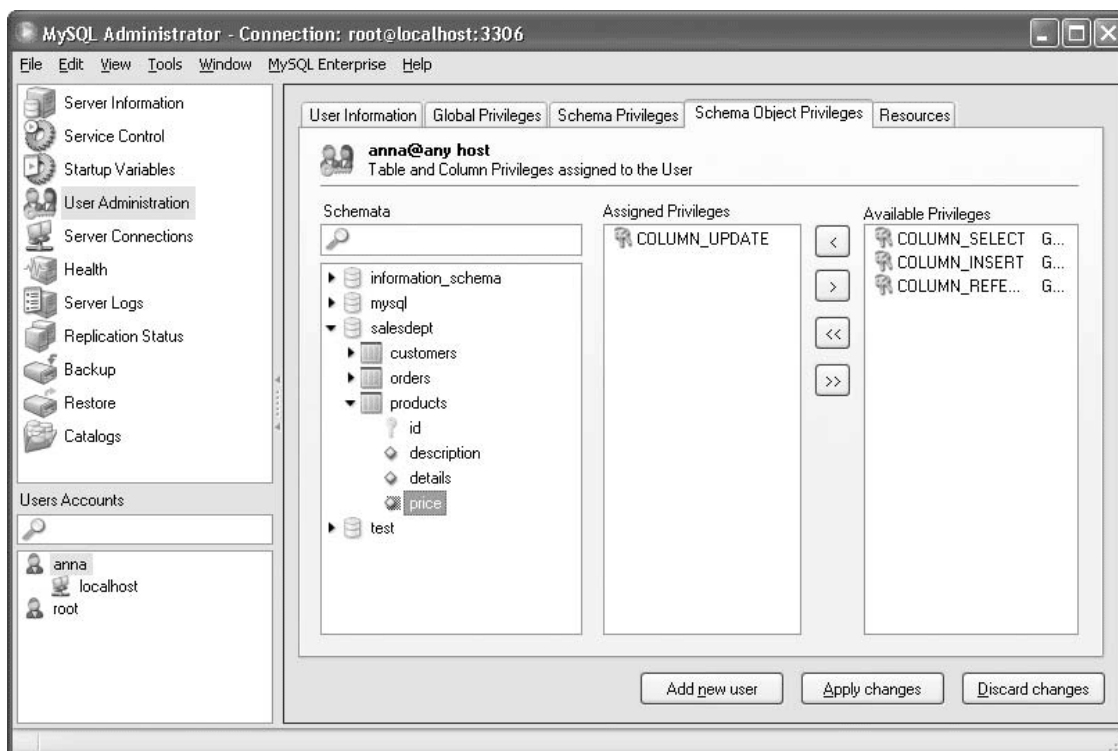 MySQL Administrator - Connection: root@localhost:3306
File Edit View Tools Window MySQL Enterprise Help
Server Information
Service Control
Startup Variables
User Administration
Server Connections
Health
Server Logs
Replication Status
Backup
Restore
Catalogs
Users Accounts
anna
localhost
root
User Information Global Privileges Schema Privileges Schema Object Privileges Resources
anna@any host
Table and Column Privileges assigned to the User
Schemata
information_schema
mysql
salesdept
customers
orders
products
id
description
details
price
test
Assigned Privileges
COLUMN_UPDATE
<
>
<<
>>
Available Privileges
COLUMN_SELECT G...
COLUMN_INSERT G...
COLUMN_REFE... G...
Add new user Apply changes Discard changes